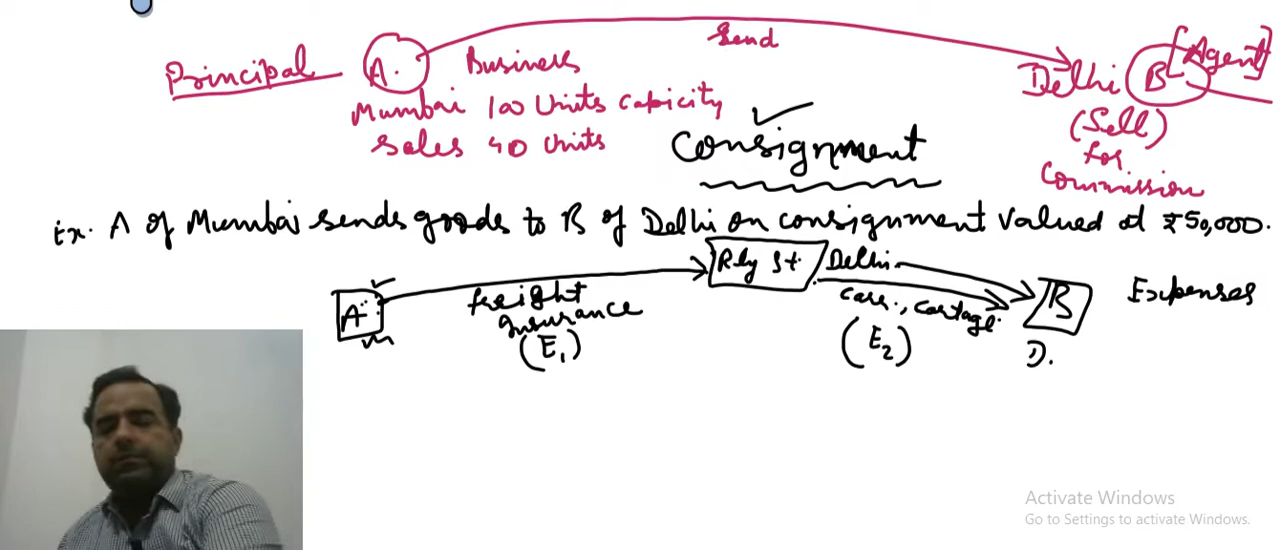 Send
Principal A. Business Delhi B [Agent]
Mumbai 100 Units Capicity (Sell)
Sales 40 Units for
Consignment Commission
Ex. A of Mumbai sends goods to B of Delhi on consignment valued at ₹50,000.
Rly St. Delhi
A freight Carr., Cartage. B Expenses
Insurance
(E1) (E2) D.
Activate Windows
Go to Settings to activate Windows.